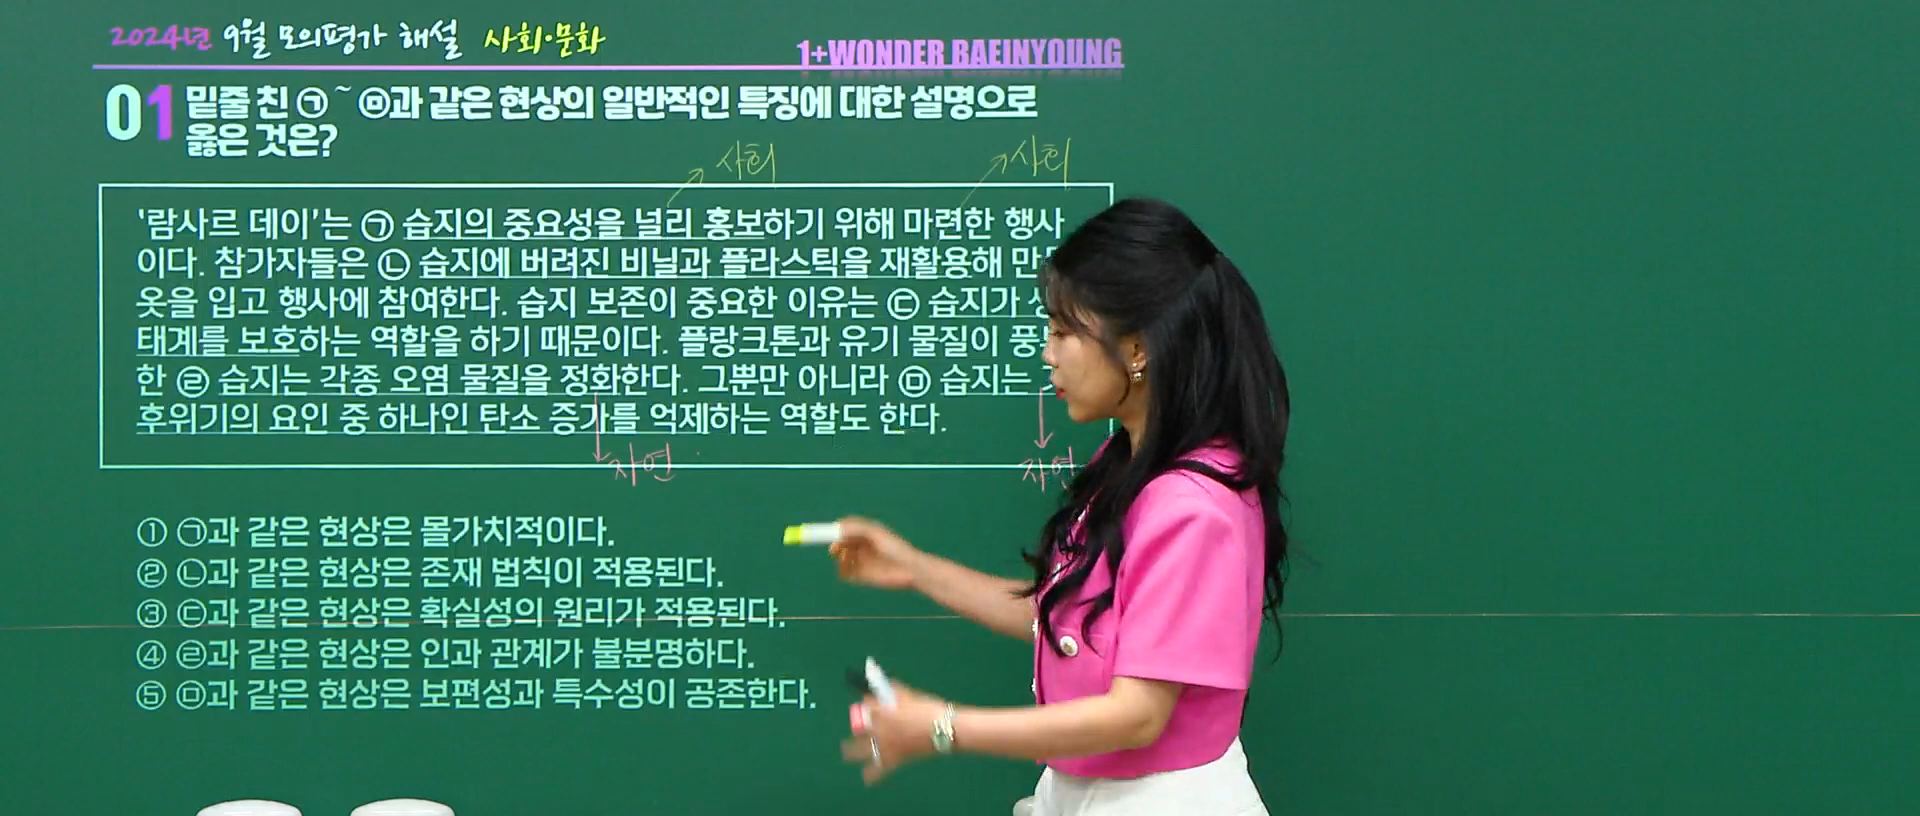 2024년 9월 모의평가 해설 사회·문화
1+WONDER BAEINYOUNG
01 밑줄 친 ㉠ ~ ㉤과 같은 현상의 일반적인 특징에 대한 설명으로
옳은 것은?
사회
사회
'람사르 데이'는 ㉠ 습지의 중요성을 널리 홍보하기 위해 마련한 행사
이다. 참가자들은 ㉡ 습지에 버려진 비닐과 플라스틱을 재활용해
옷을 입고 행사에 참여한다. 습지 보존이 중요한 이유는 ㉢ 습지가
태계를 보호하는 역할을 하기 때문이다. 플랑크톤과 유기 물질이
한 ㉣ 습지는 각종 오염 물질을 정화한다. 그뿐만 아니라 ㉤ 습지는
후위기의 요인 중 하나인 탄소 증가를 억제하는 역할도 한다.
자연
자연
① ㉠과 같은 현상은 몰가치적이다.
② ㉡과 같은 현상은 존재 법칙이 적용된다.
③ ㉢과 같은 현상은 확실성의 원리가 적용된다.
④ ㉣과 같은 현상은 인과 관계가 불분명하다.
⑤ ㉤과 같은 현상은 보편성과 특수성이 공존한다.